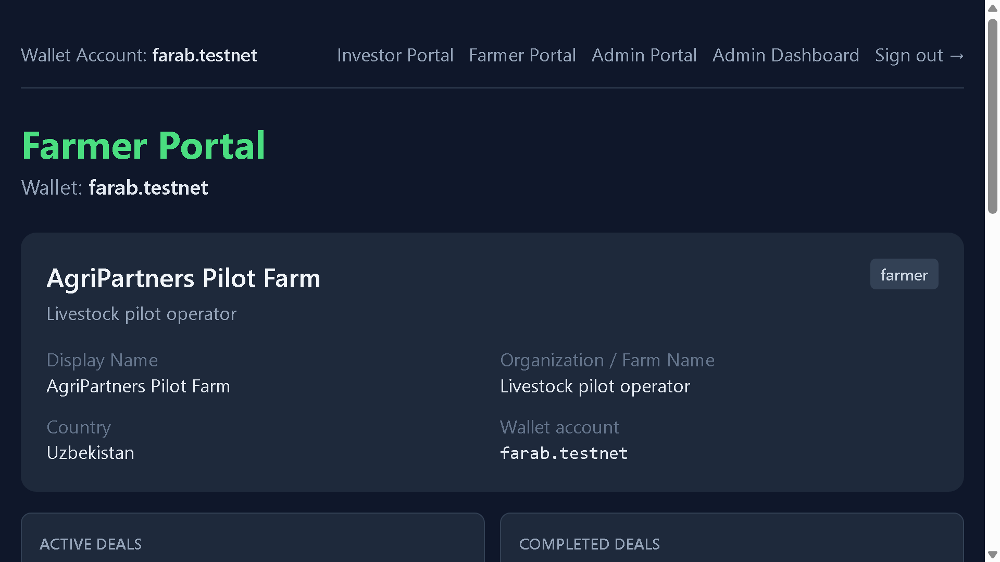 Wallet Account: farab.testnet
Investor Portal
Farmer Portal
Admin Portal
Admin Dashboard
Sign out →
Farmer Portal
Wallet: farab.testnet
AgriPartners Pilot Farm
farmer
Livestock pilot operator
Display Name
AgriPartners Pilot Farm
Organization / Farm Name
Livestock pilot operator
Country
Uzbekistan
Wallet account
farab.testnet
ACTIVE DEALS
COMPLETED DEALS